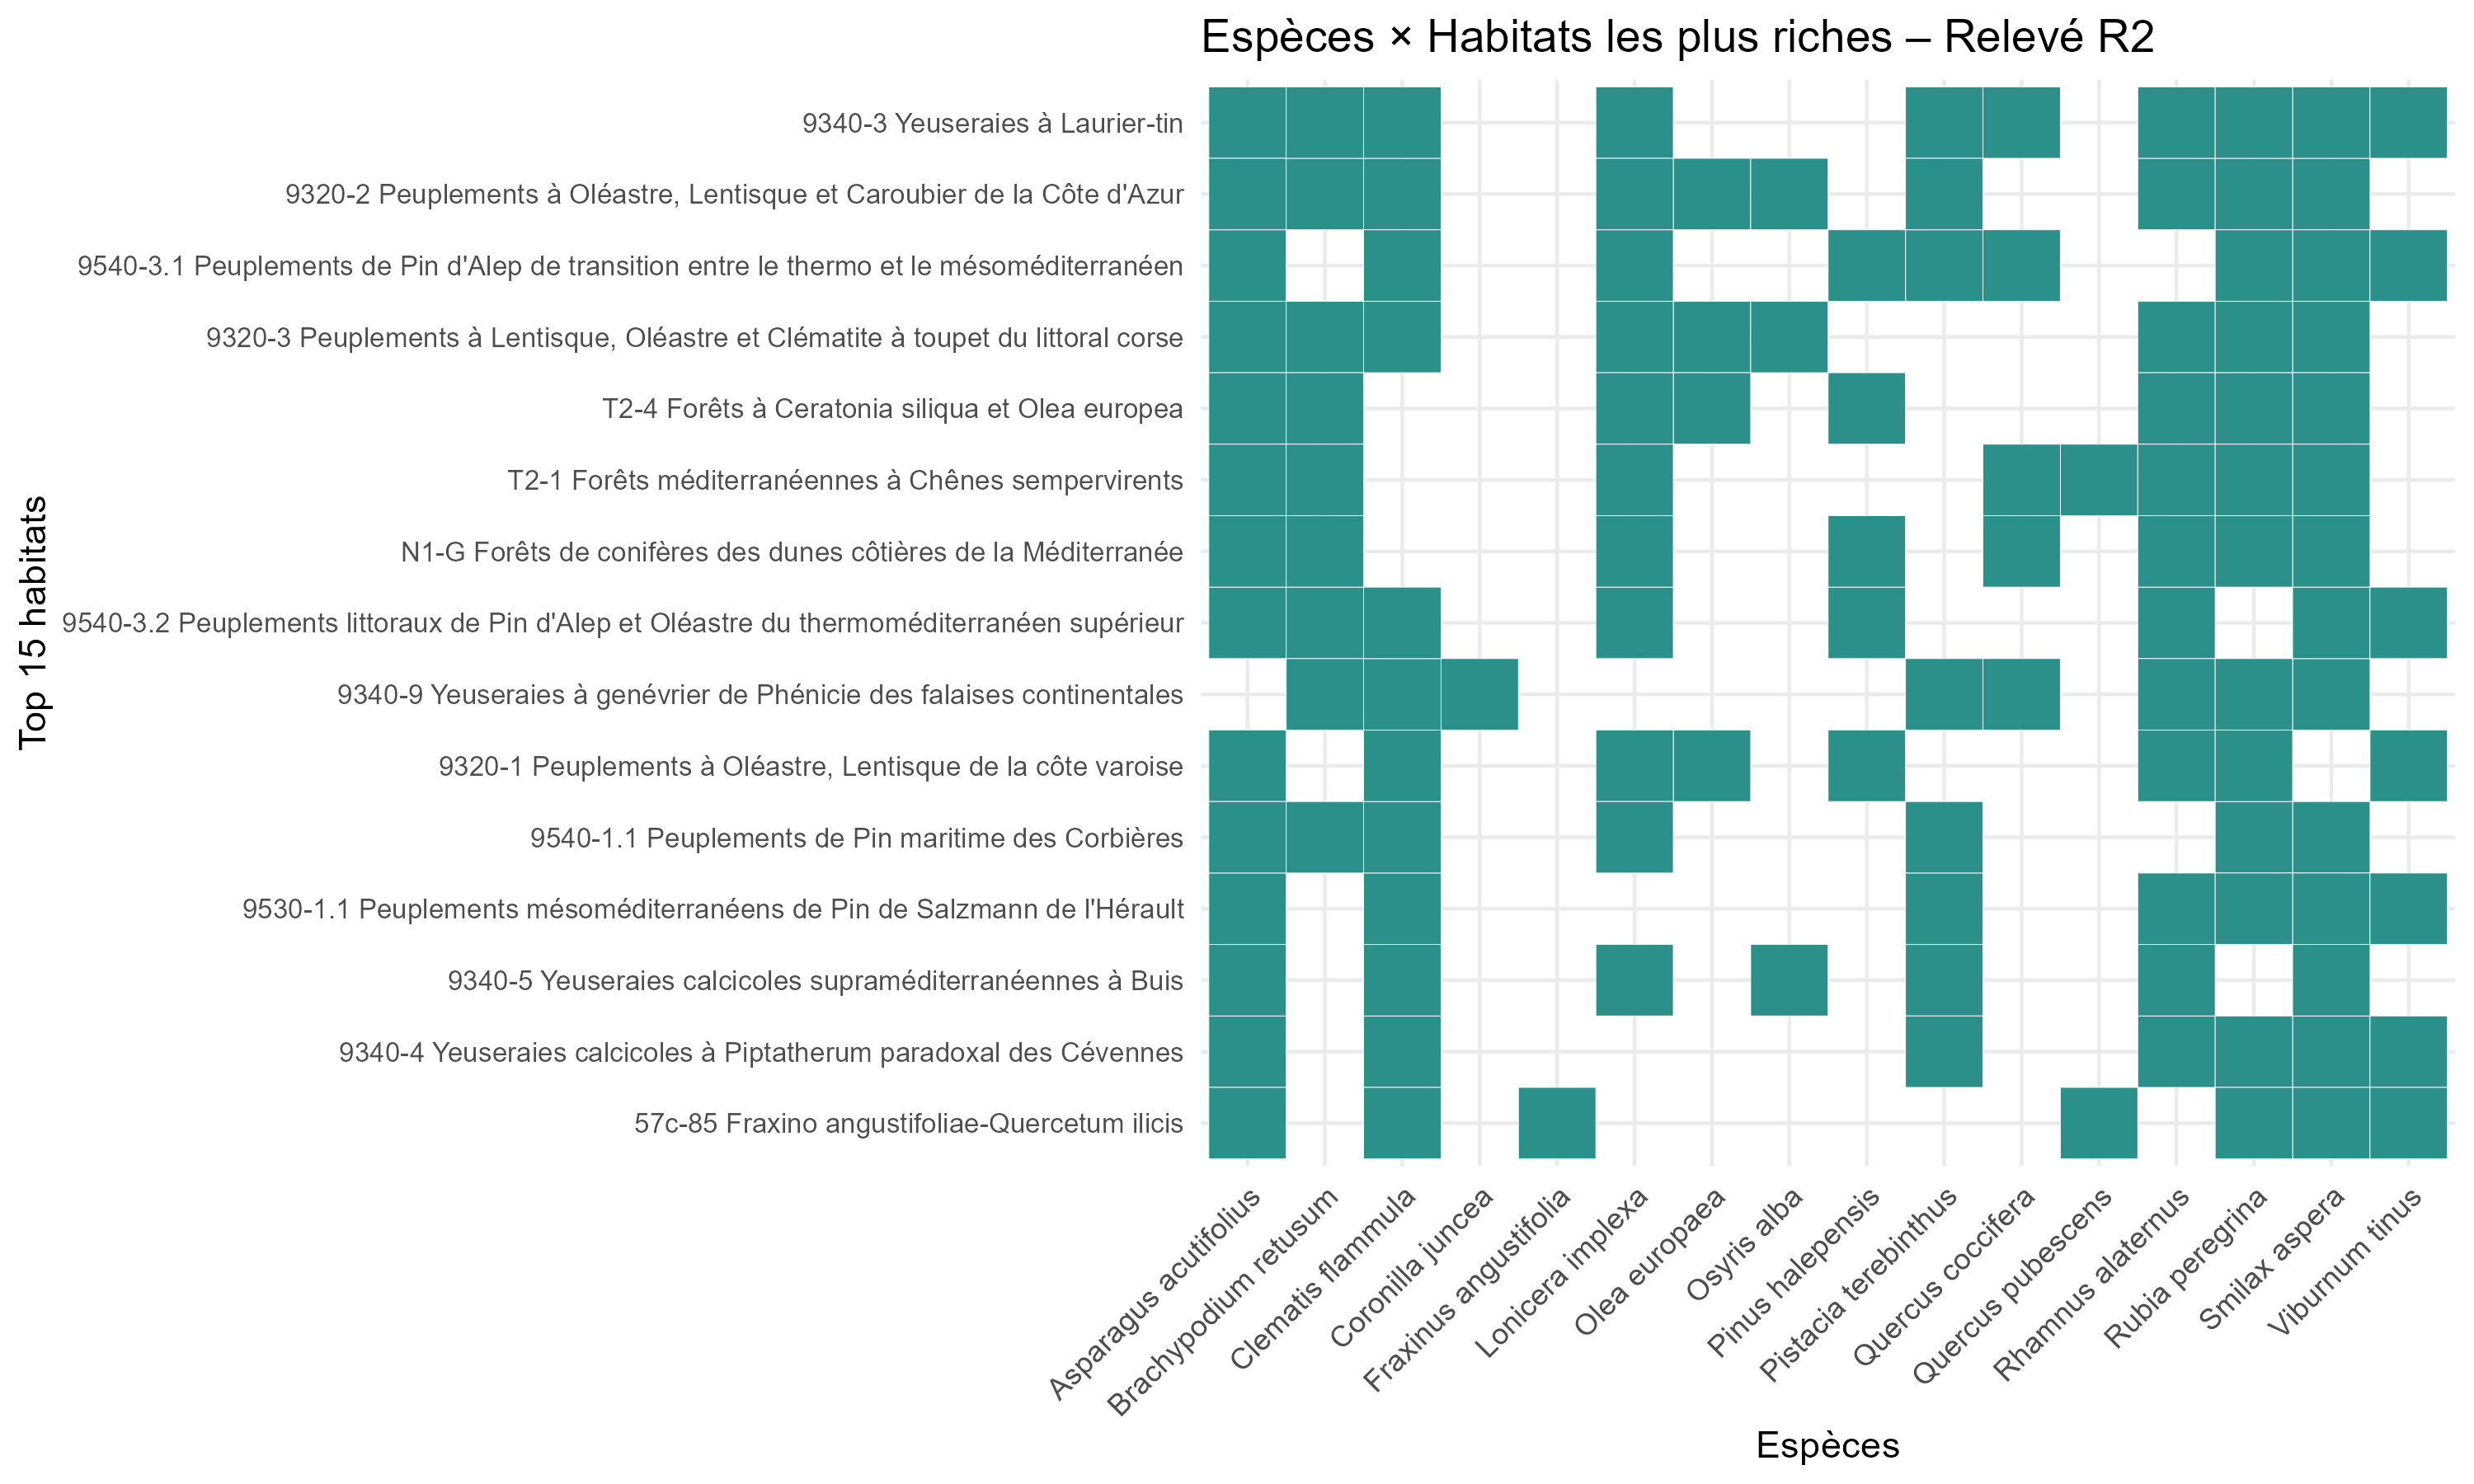 Espèces × Habitats les plus riches – Relevé R2
Top 15 habitats
9340-3 Yeuseraies à Laurier-tin
9320-2 Peuplements à Oléastre, Lentisque et Caroubier de la Côte d'Azur
9540-3.1 Peuplements de Pin d'Alep de transition entre le thermo et le mésoméditerranéen
9320-3 Peuplements à Lentisque, Oléastre et Clématite à toupet du littoral corse
T2-4 Forêts à Ceratonia siliqua et Olea europea
T2-1 Forêts méditerranéennes à Chênes sempervirents
N1-G Forêts de conifères des dunes côtières de la Méditerranée
9540-3.2 Peuplements littoraux de Pin d'Alep et Oléastre du thermoméditerranéen supérieur
9340-9 Yeuseraies à genévrier de Phénicie des falaises continentales
9320-1 Peuplements à Oléastre, Lentisque de la côte varoise
9540-1.1 Peuplements de Pin maritime des Corbières
9530-1.1 Peuplements mésoméditerranéens de Pin de Salzmann de l'Hérault
9340-5 Yeuseraies calcicoles supraméditerranéennes à Buis
9340-4 Yeuseraies calcicoles à Piptatherum paradoxal des Cévennes
57c-85 Fraxino angustifoliae-Quercetum ilicis
Asparagus acutifolius
Brachypodium retusum
Clematis flammula
Coronilla juncea
Fraxinus angustifolia
Lonicera implexa
Olea europaea
Osyris alba
Pinus halepensis
Pistacia terebinthus
Quercus coccifera
Quercus pubescens
Rhamnus alaternus
Rubia peregrina
Smilax aspera
Viburnum tinus
Espèces